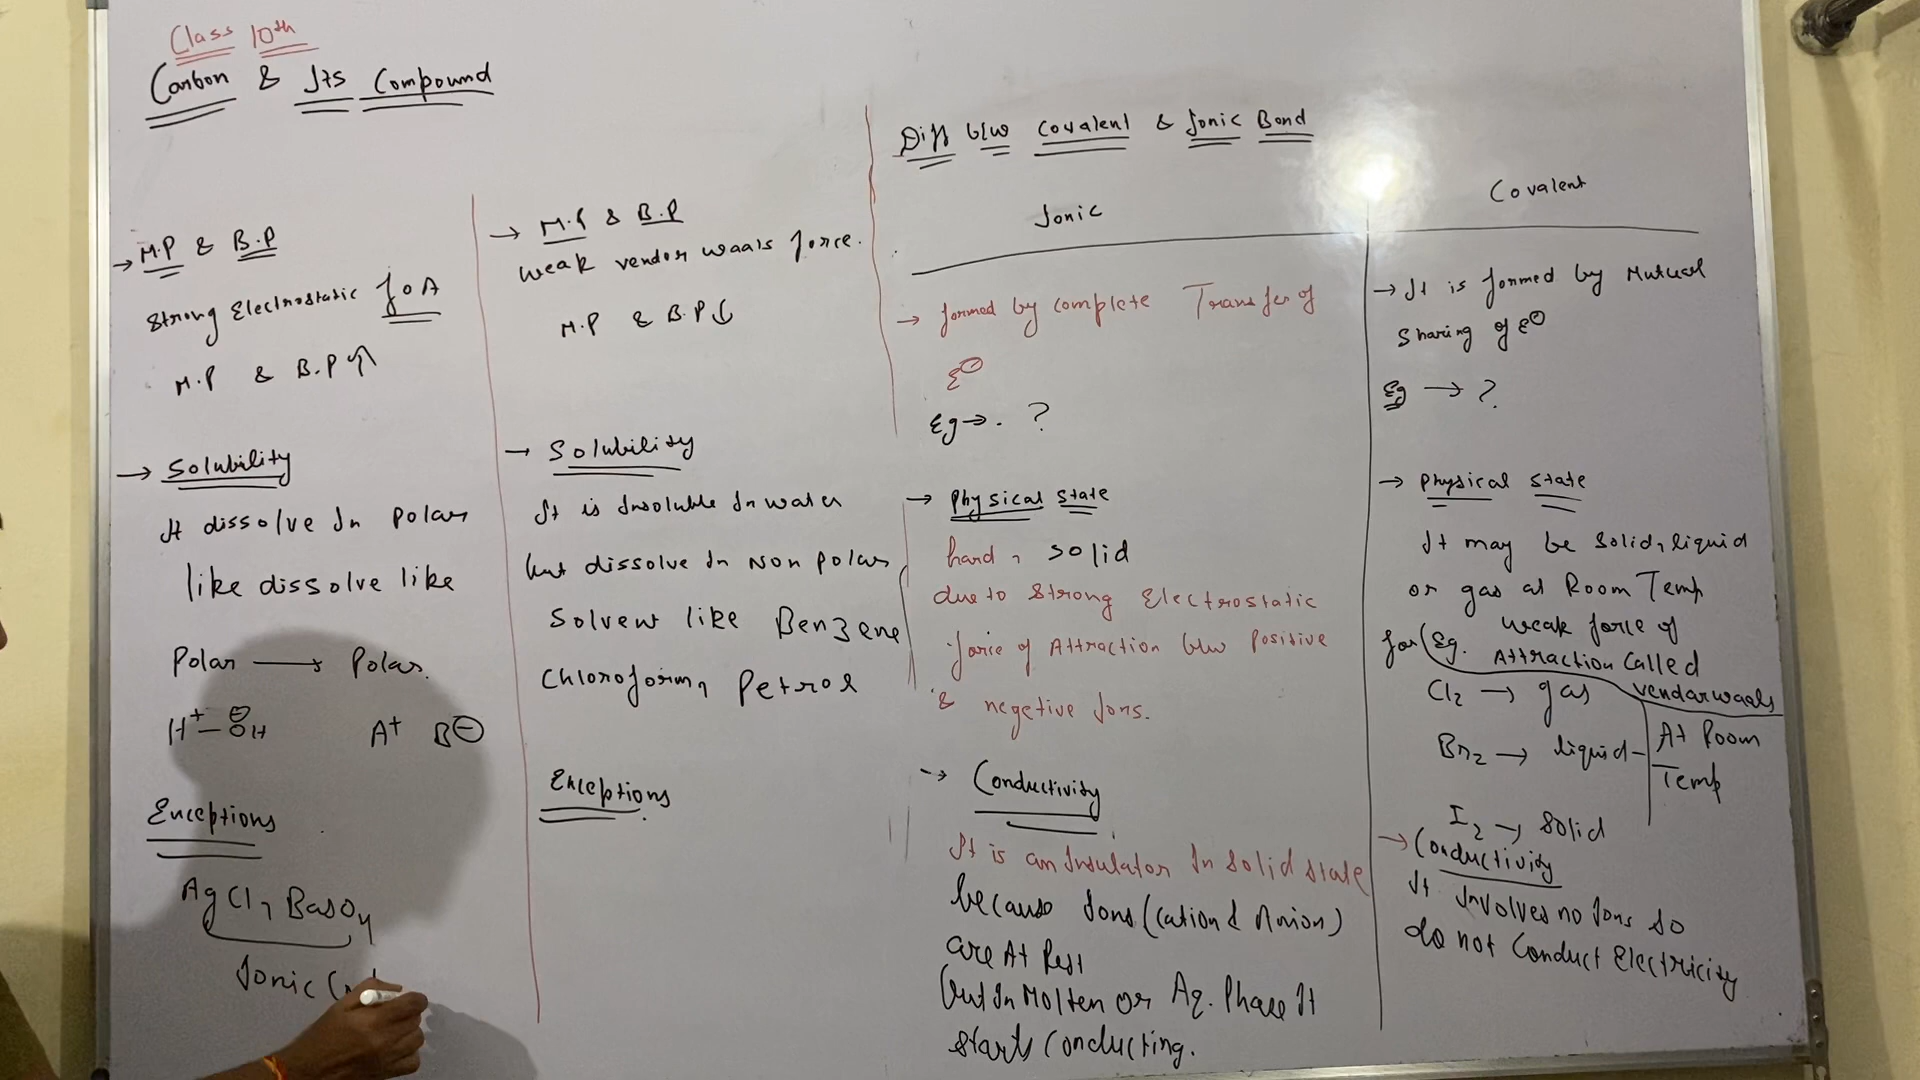 Class 10th
Carbon & Its Compound
→ M.P & B.P
Strong Electrostatic foA
M.P & B.P ↑
→ Solubility
It dissolve In polar
like dissolve like
Polar → Polar.
H+ – ⊖OH A+ B⊖
Exceptions
AgCl, BaSO4
Ionic
→ M.P & B.P
weak vender waals force.
M.P & B.P ↓
→ Solubility
It is Insoluble In water
but dissolve In Non polar
Solvent like Benzene
Chloroform, Petrol
Exceptions
Diff b/w Covalent & Ionic Bond
Ionic
→ formed by complete Transfer of
e⊖
Eg → . ?
→ Physical State
hard, solid
due to Strong Electrostatic
force of Attraction b/w positive
& negetive Ions.
→ Conductivity
It is an Insulator In Solid State
because Ions (cation & Anion)
are At Rest
but In Molten or Aq. Phase It
starts Conducting.
Covalent
→ It is formed by Mutual
Sharing of e⊖
Eg → ?
→ Physical State
It may be Solid, liquid
or gas at Room Temp
for Eg. weak force of
Attraction Called
vendarwaals
Cl2 → gas
Br2 → liquid – At Room
Temp
I2 → Solid
→ Conductivity
It Involves no Ions So
do not Conduct Electricity